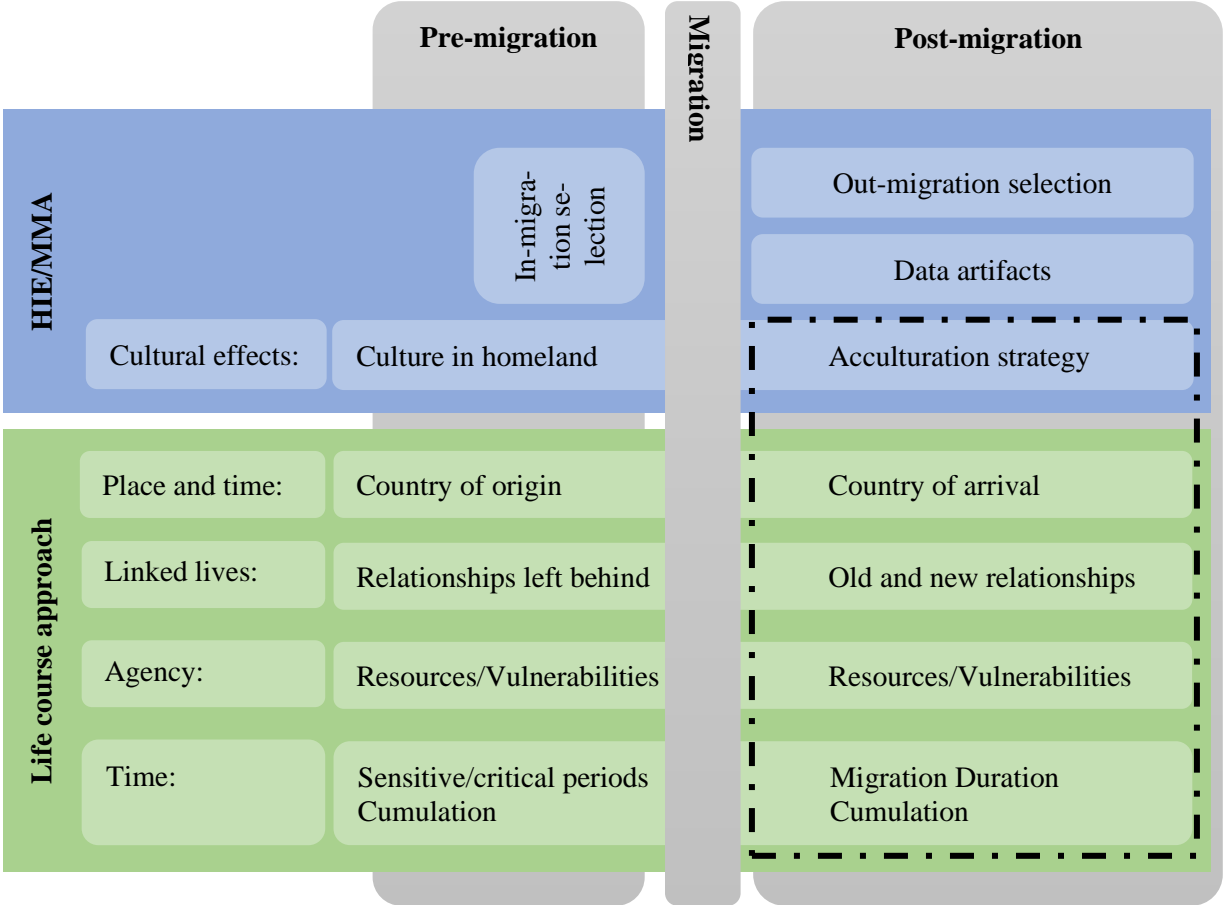 Pre-migration
Migration
Post-migration
HIE/MMA
In-migra-
tion se-
lection
Out-migration selection
Data artifacts
Cultural effects:
Culture in homeland
Acculturation strategy
Life course approach
Place and time:
Country of origin
Country of arrival
Linked lives:
Relationships left behind
Old and new relationships
Agency:
Resources/Vulnerabilities
Resources/Vulnerabilities
Time:
Sensitive/critical periods
Cumulation
Migration Duration
Cumulation